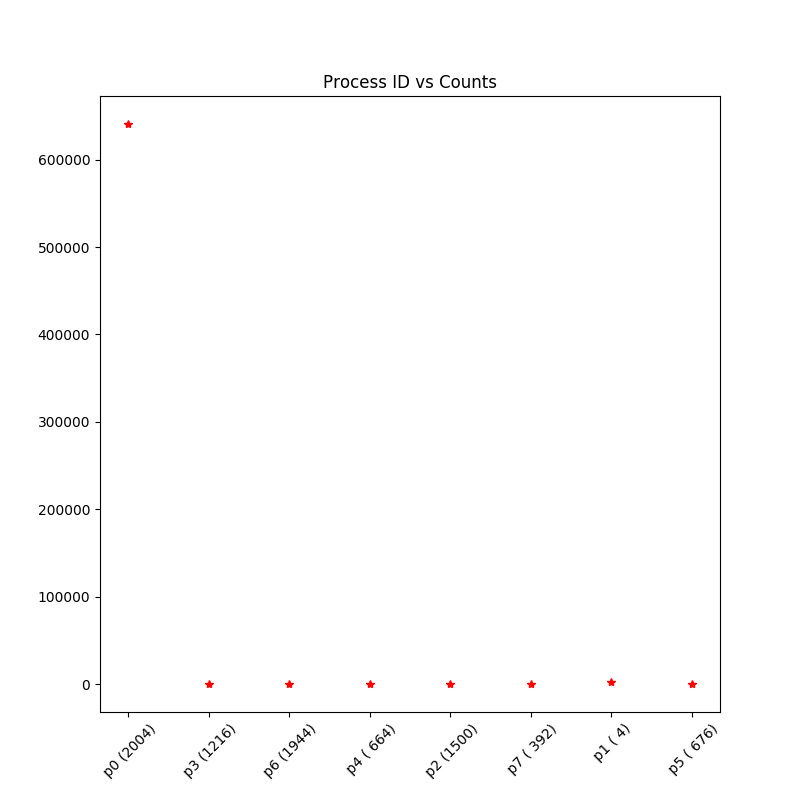 Process ID vs Counts
600000
500000
400000
300000
200000
100000
0
p0 (2004)
p3 (1216)
p6 (1944)
p4 ( 664)
p2 (1500)
p7 ( 392)
p1 ( 4)
p5 ( 676)